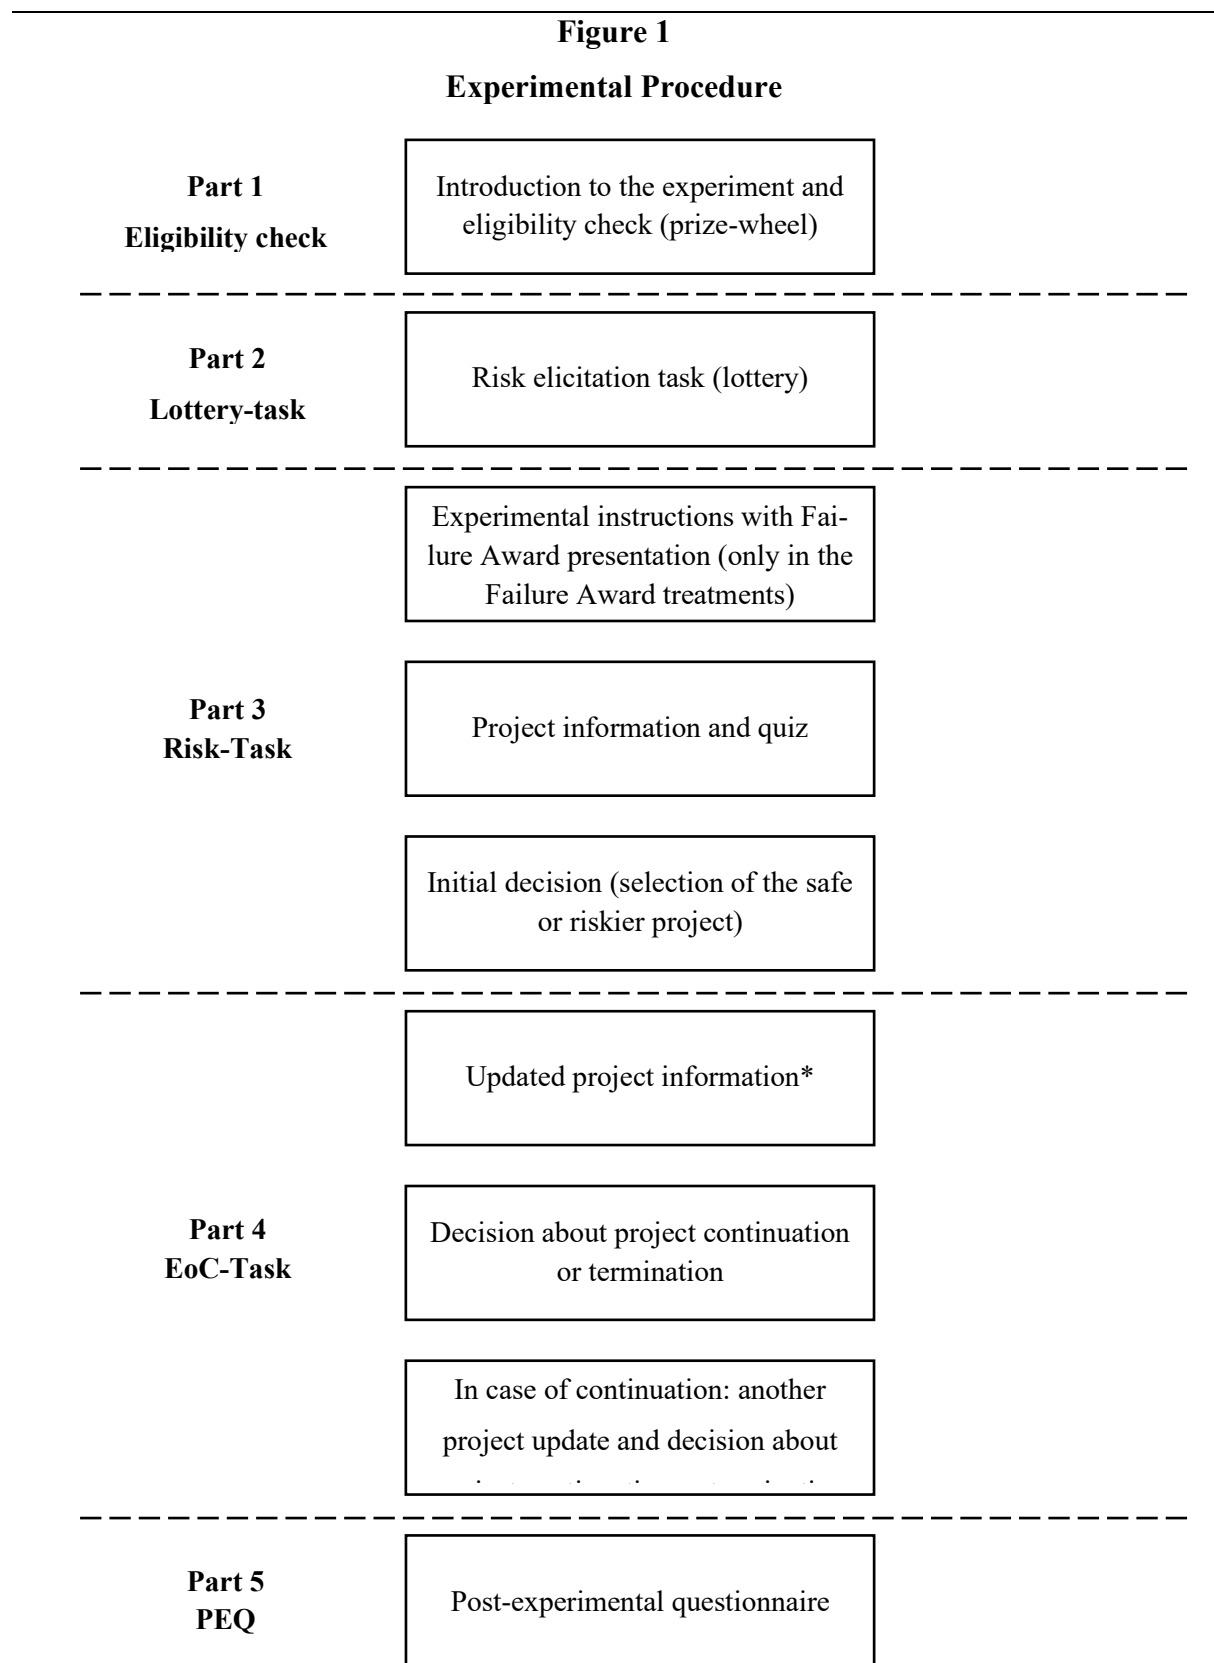 Figure 1
Experimental Procedure
Part 1
Eligibility check
Introduction to the experiment and
eligibility check (prize-wheel)
Part 2
Lottery-task
Risk elicitation task (lottery)
Experimental instructions with Fai-
lure Award presentation (only in the
Failure Award treatments)
Part 3
Risk-Task
Project information and quiz
Initial decision (selection of the safe
or riskier project)
Updated project information*
Part 4
EoC-Task
Decision about project continuation
or termination
In case of continuation: another
project update and decision about
Part 5
PEQ
Post-experimental questionnaire